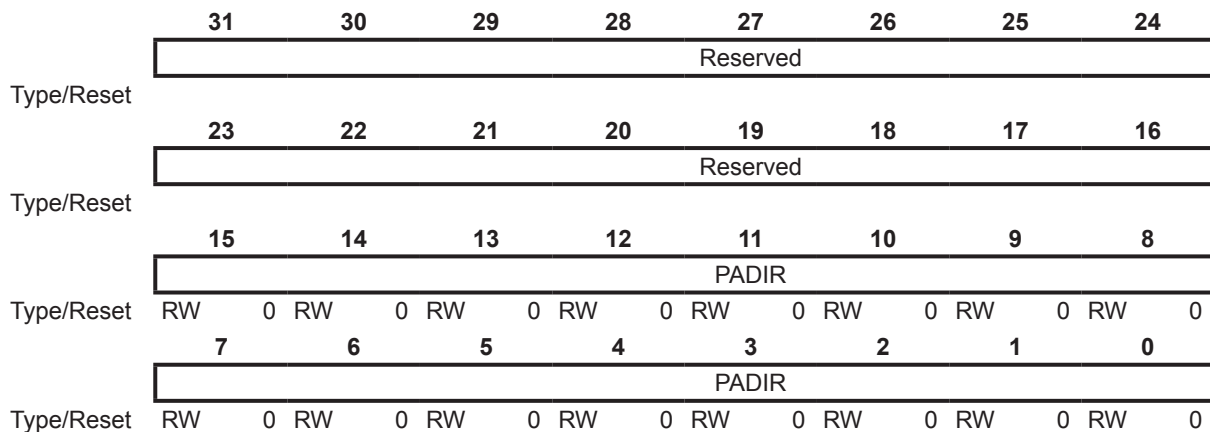 31 30 29 28 27 26 25 24
Reserved
Type/Reset
23 22 21 20 19 18 17 16
Reserved
Type/Reset
15 14 13 12 11 10 9 8
PADIR
Type/Reset RW 0 RW 0 RW 0 RW 0 RW 0 RW 0 RW 0 RW 0
7 6 5 4 3 2 1 0
PADIR
Type/Reset RW 0 RW 0 RW 0 RW 0 RW 0 RW 0 RW 0 RW 0